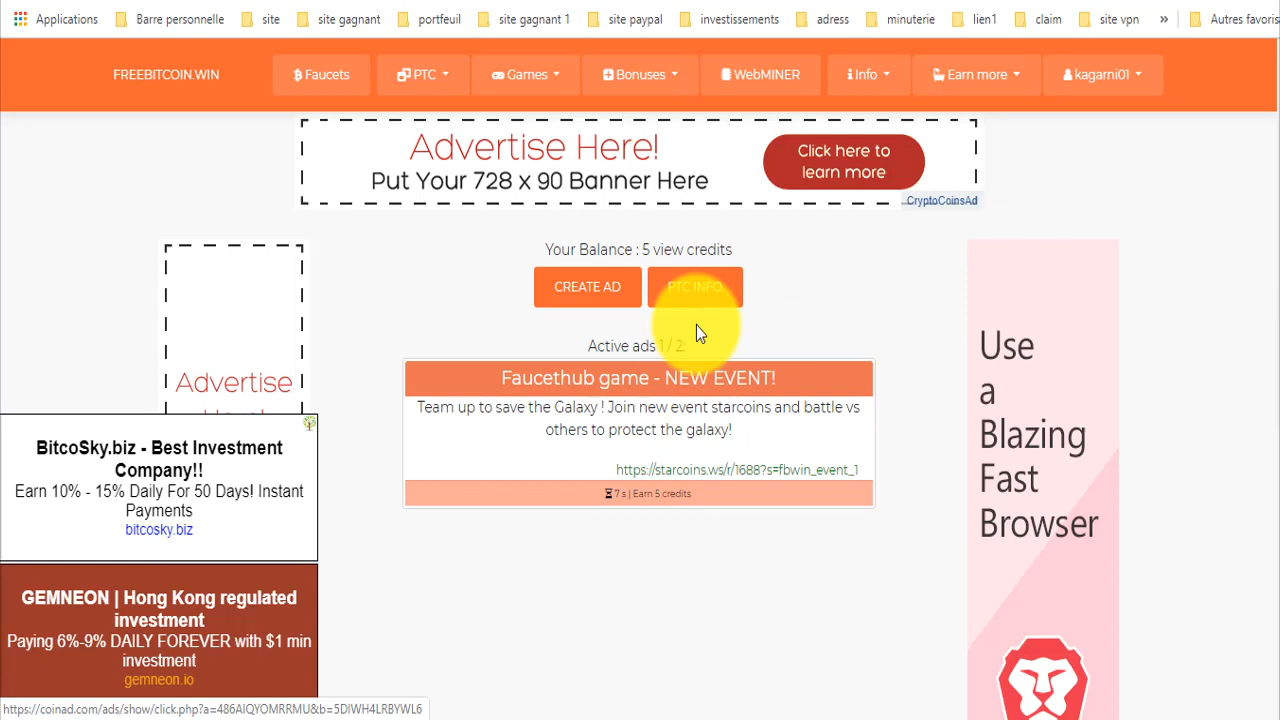 Applications Barre personnelle site site gagnant portfeuil site gagnant 1 site paypal investissements adress minuterie lien1 claim site vpn » Autres favoris
FREEBITCOIN.WIN Faucets PTC Games Bonuses WebMINER Info Earn more kagarni01
Advertise Here!
Put Your 728 x 90 Banner Here
Click here to
learn more
CryptoCoinsAd
Your Balance : 5 view credits
CREATE AD PTC INFO
Active ads 1 / 2:
Faucethub game - NEW EVENT!
Team up to save the Galaxy ! Join new event starcoins and battle vs
others to protect the galaxy!
https://starcoins.ws/r/1688?s=fbwin_event_1
7 s | Earn 5 credits
Advertise
BitcoSky.biz - Best Investment
Company!!
Earn 10% - 15% Daily For 50 Days! Instant
Payments
bitcosky.biz
GEMNEON | Hong Kong regulated
investment
Paying 6%-9% DAILY FOREVER with $1 min
investment
gemneon.io
Use
a
Blazing
Fast
Browser
https://coinad.com/ads/show/click.php?a=486AIQYOMRRMU&b=5DIWH4LRBYWL6